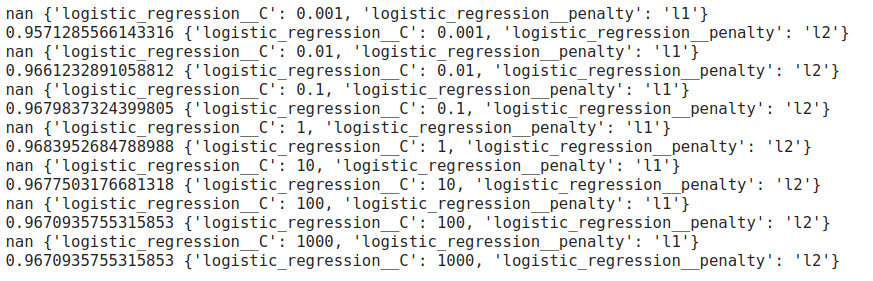 nan {'logistic_regression__C': 0.001, 'logistic_regression__penalty': 'l1'}
0.9571285566143316 {'logistic_regression__C': 0.001, 'logistic_regression__penalty': 'l2'}
nan {'logistic_regression__C': 0.01, 'logistic_regression__penalty': 'l1'}
0.9661232891058812 {'logistic_regression__C': 0.01, 'logistic_regression__penalty': 'l2'}
nan {'logistic_regression__C': 0.1, 'logistic_regression__penalty': 'l1'}
0.96798373​24399805 {'logistic_regression__C': 0.1, 'logistic_regression__penalty': 'l2'}
nan {'logistic_regression__C': 1, 'logistic_regression__penalty': 'l1'}
0.9683952684788988 {'logistic_regression__C': 1, 'logistic_regression__penalty': 'l2'}
nan {'logistic_regression__C': 10, 'logistic_regression__penalty': 'l1'}
0.9677503176681318 {'logistic_regression__C': 10, 'logistic_regression__penalty': 'l2'}
nan {'logistic_regression__C': 100, 'logistic_regression__penalty': 'l1'}
0.9670935755315853 {'logistic_regression__C': 100, 'logistic_regression__penalty': 'l2'}
nan {'logistic_regression__C': 1000, 'logistic_regression__penalty': 'l1'}
0.9670935755315853 {'logistic_regression__C': 1000, 'logistic_regression__penalty': 'l2'}